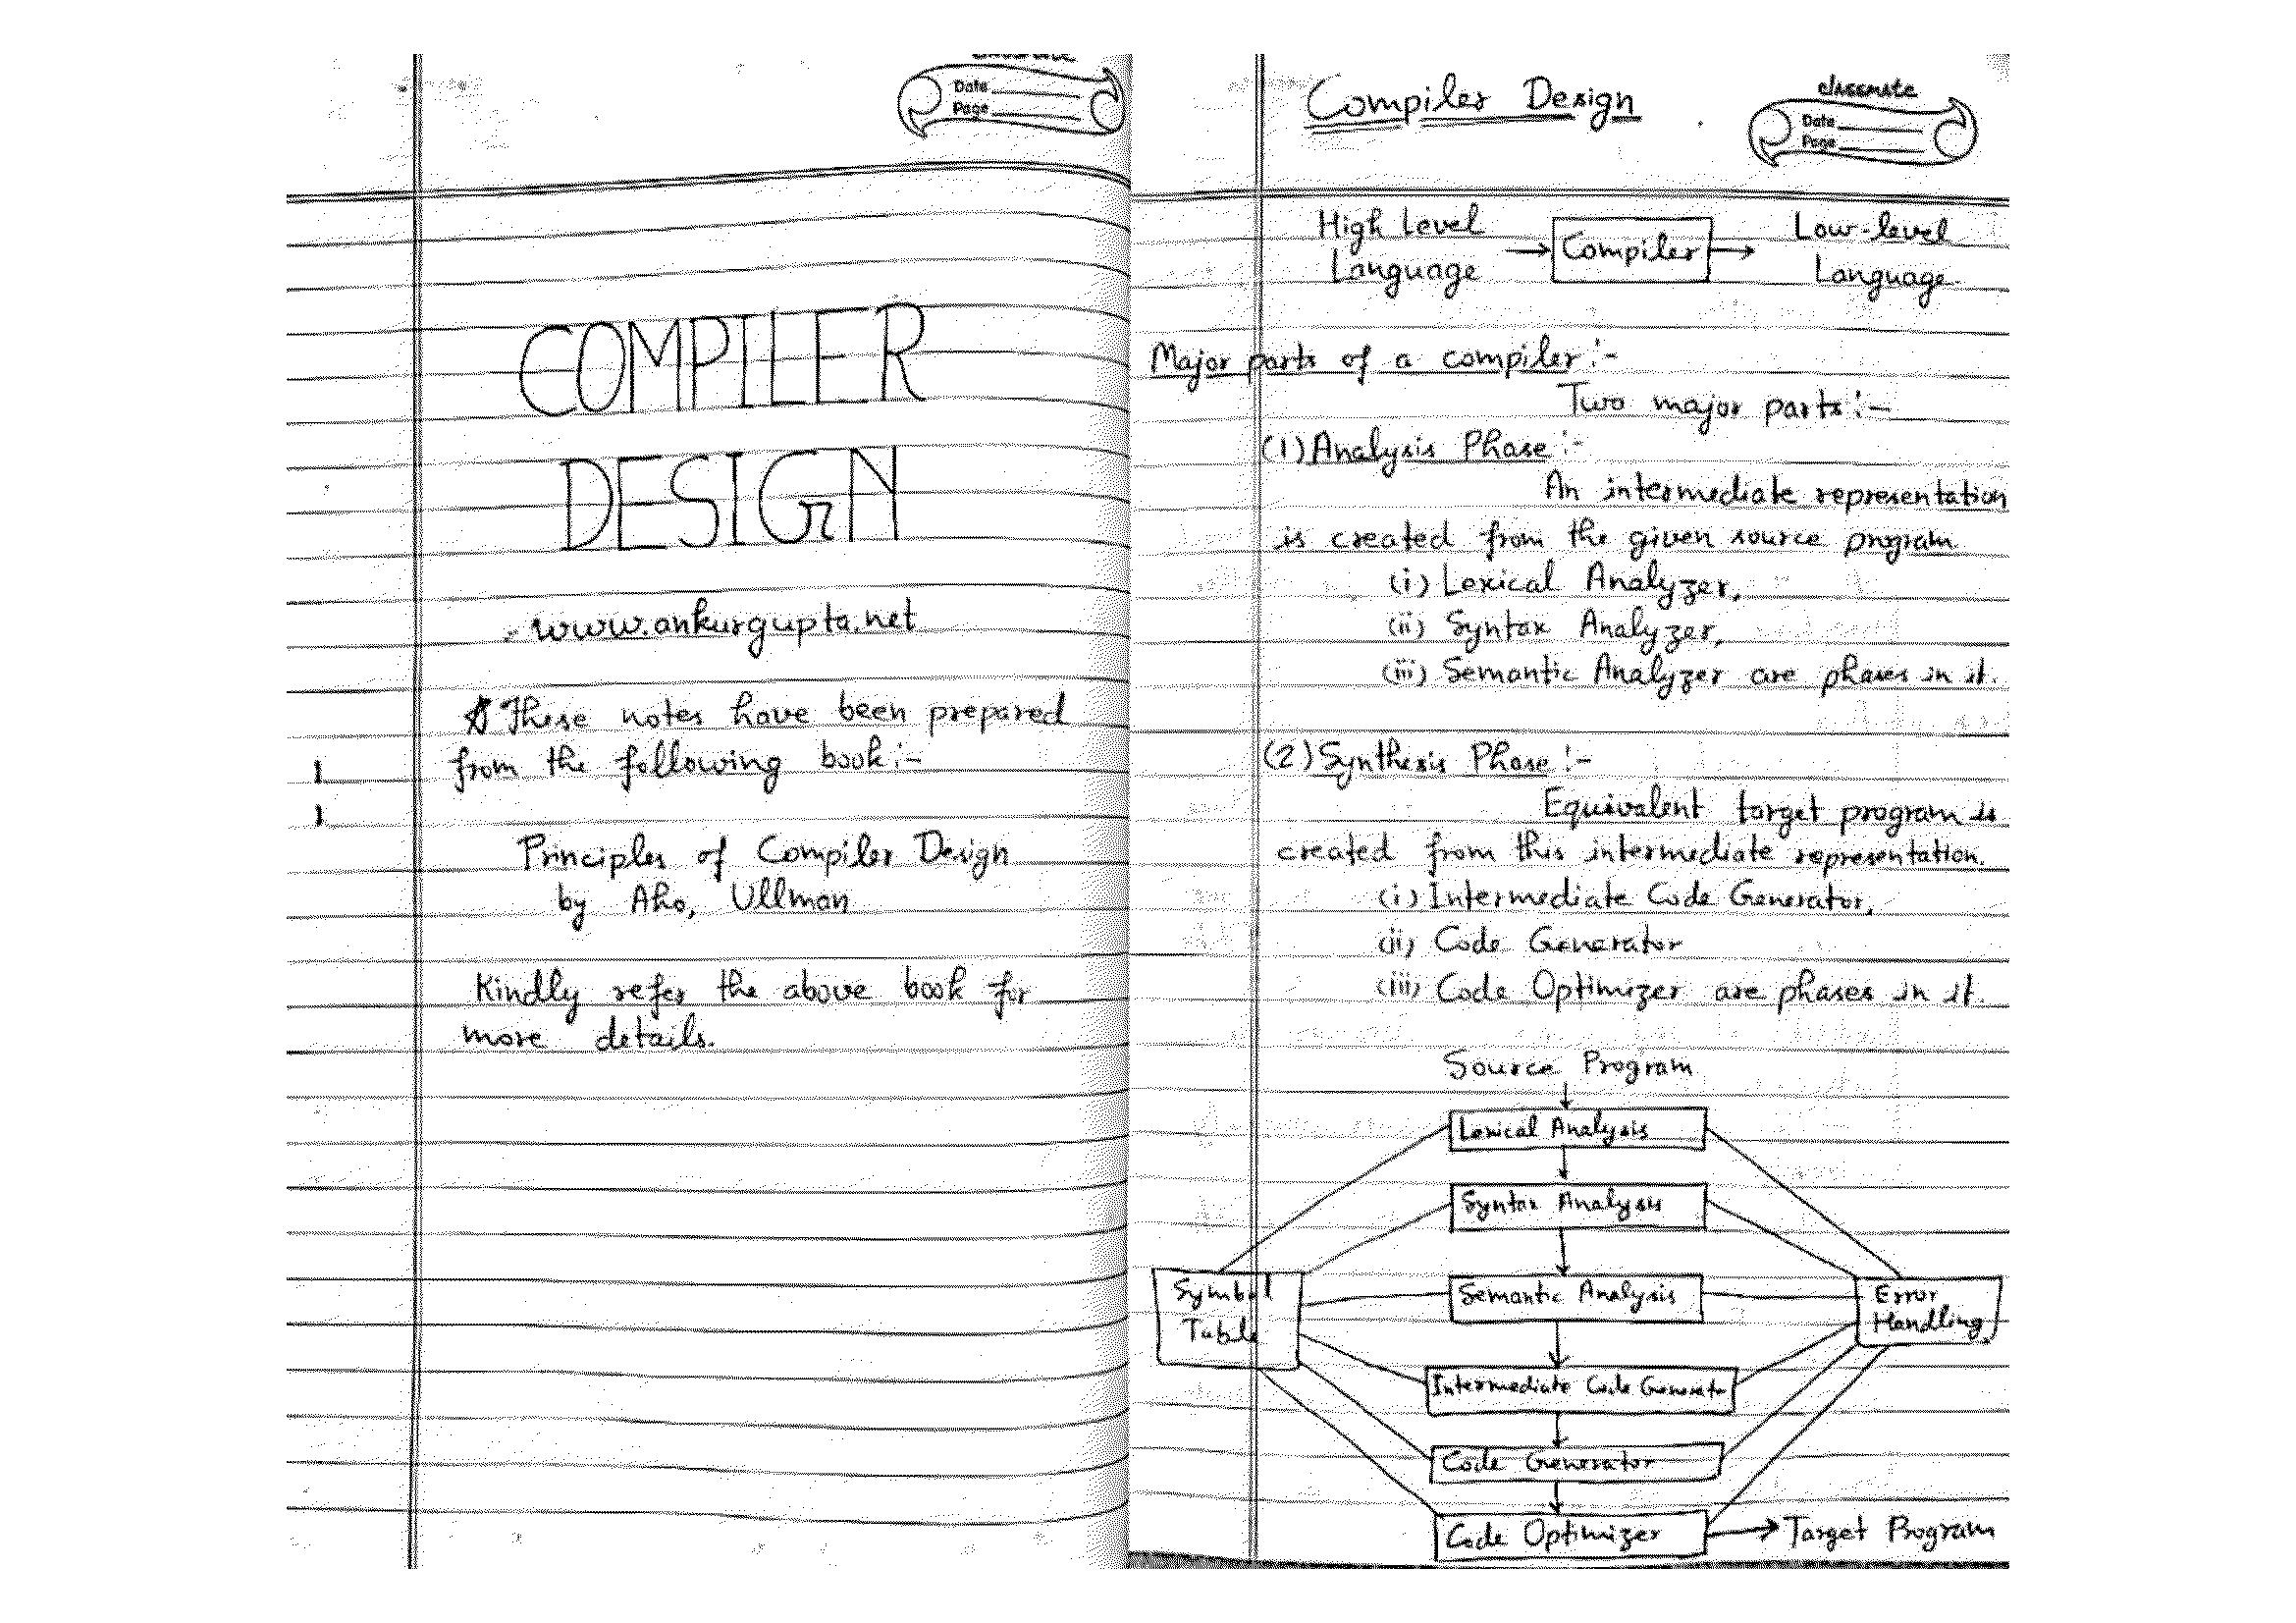 Date
Page
COMPILER
DESIGN
- www.ankurgupta.net
These notes have been prepared
from the following book:-
Principles of Compiler Design
by Aho, Ullman
Kindly refer the above book for
more details.
Compiler Design
classmate
Date
Page
High Level
Language
Compiler
Low-level
Language.
Major parts of a compiler:-
Two major parts:-
(1) Analysis Phase:-
An intermediate representation
is created from the given source program.
(i) Lexical Analyzer,
(ii) Syntax Analyzer,
(iii) Semantic Analyzer are phases in it.
(2) Synthesis Phase:-
Equivalent target program is
created from this intermediate representation.
(i) Intermediate Code Generator,
(ii) Code Generator
(iii) Code Optimizer are phases in it.
Source Program
Lexical Analysis
Syntax Analysis
Symbol
Table
Semantic Analysis
Error
Handling
Intermediate Code Generator
Code Generator
Code Optimizer
Target Program